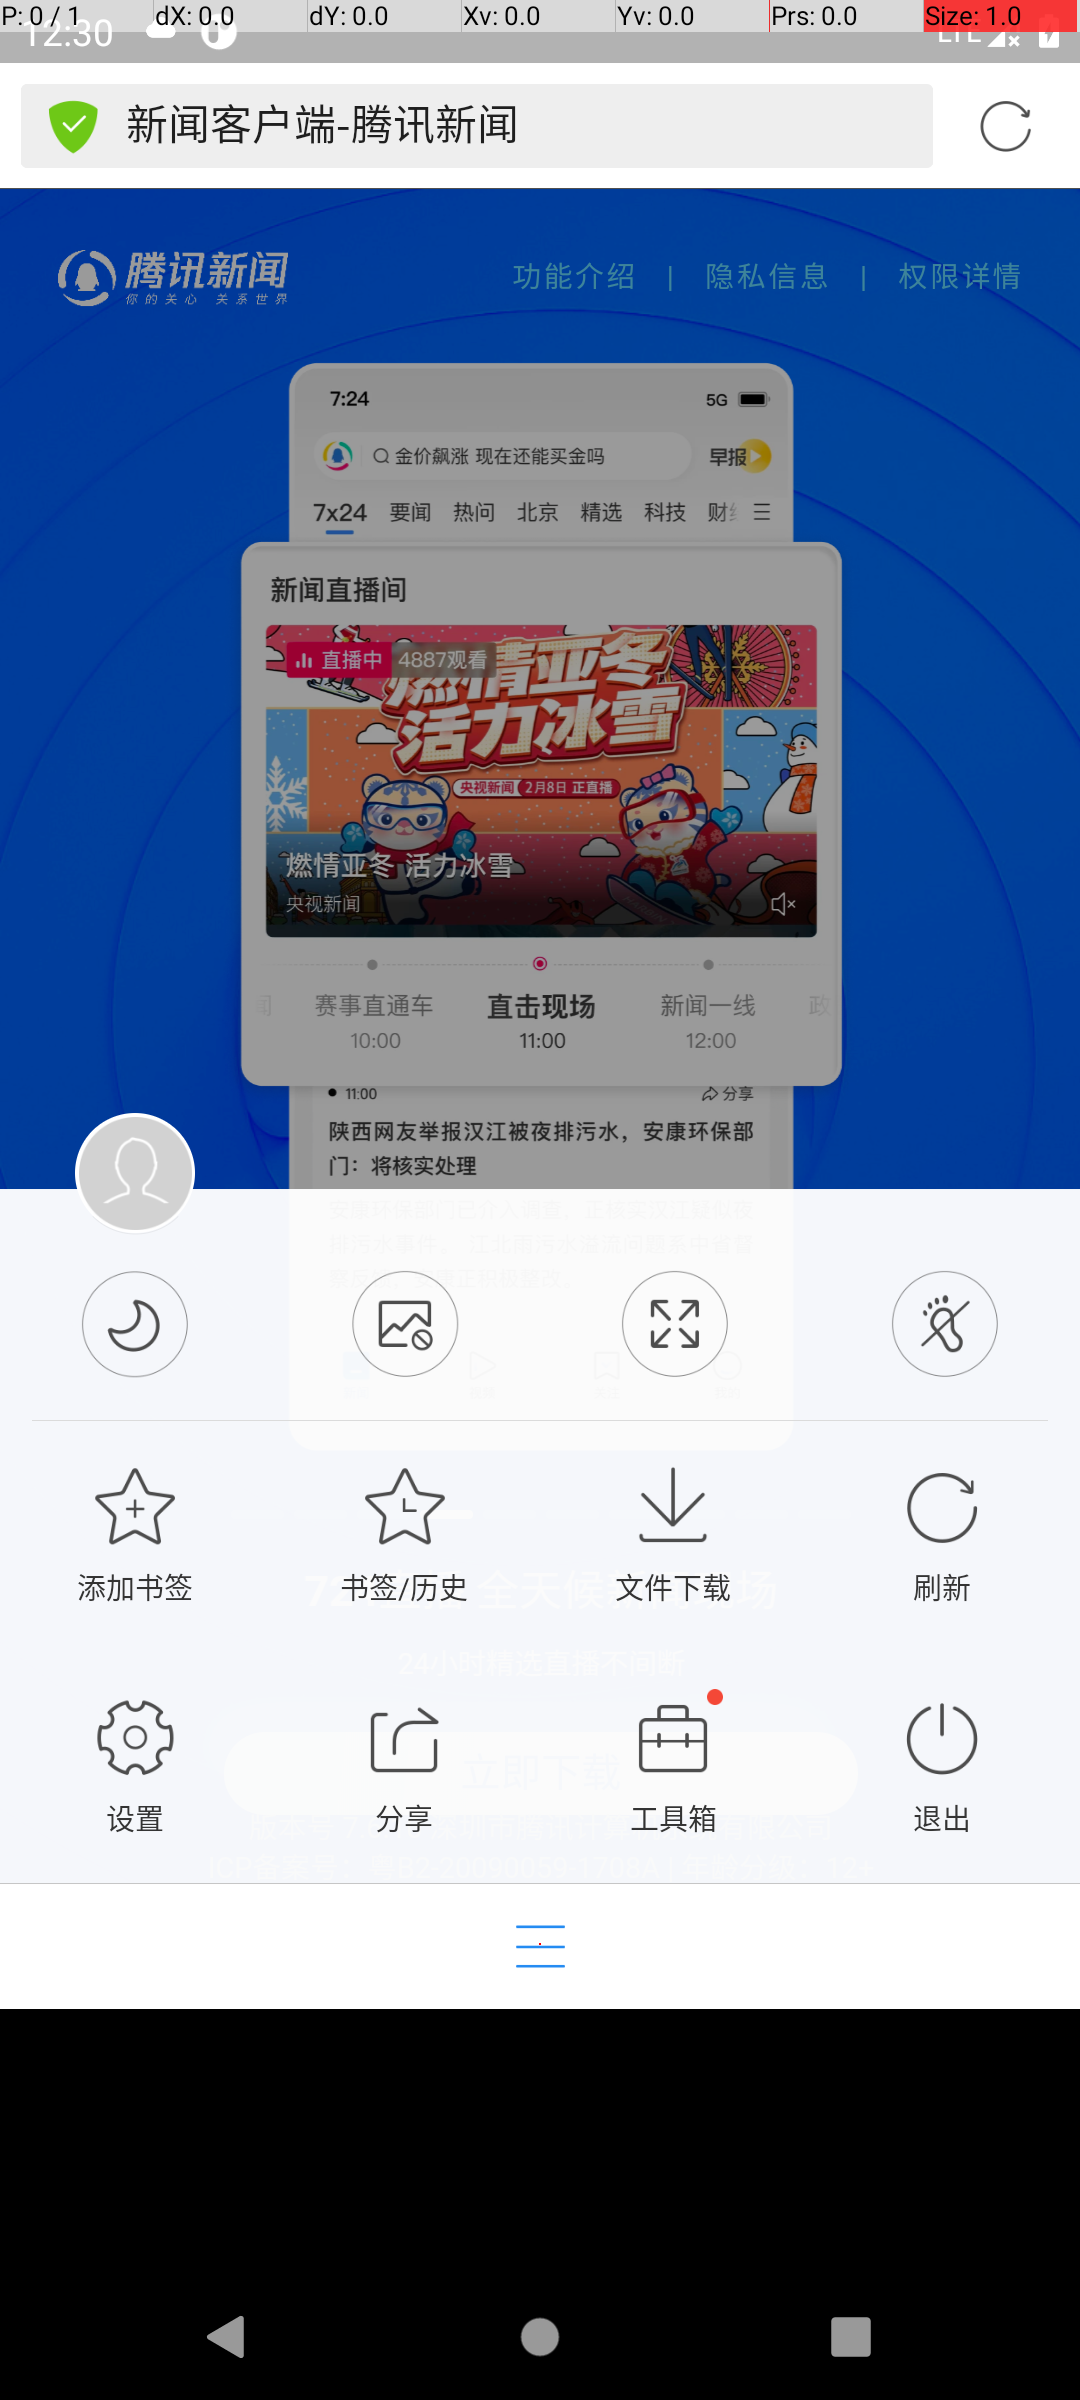 P: 0 / 1 dX: 0.0 dY: 0.0 Xv: 0.0 Yv: 0.0 Prs: 0.0 Size: 1.0
12:30 LTE
新闻客户端-腾讯新闻
腾讯新闻
你的关心 关系世界
功能介绍 | 隐私信息 | 权限详情
7:24 5G
金价飙涨 现在还能买金吗 早报
7x24 要闻 热问 北京 精选 科技 财
新闻直播间
直播中 4887观看
燃情亚冬
活力冰雪
央视新闻 2月8日 正直播
燃情亚冬 活力冰雪
央视新闻
闻 赛事直通车 直击现场 新闻一线 政
10:00 11:00 12:00
11:00 分享
陕西网友举报汉江被夜排污水，安康环保部
门：将核实处理
添加书签 书签/历史 文件下载 刷新
24小时精选直播不间断
立即下载
设置 分享 工具箱 退出